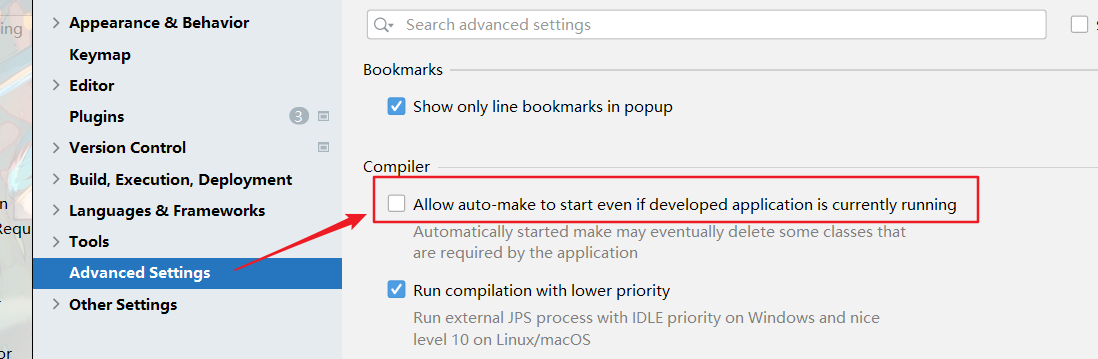 ing
Appearance & Behavior
Keymap
Editor
Plugins 3
Version Control
Build, Execution, Deployment
Languages & Frameworks
Tools
Advanced Settings
Other Settings
n
Requ
or
Search advanced settings
Bookmarks
Show only line bookmarks in popup
Compiler
Allow auto-make to start even if developed application is currently running
Automatically started make may eventually delete some classes that
are required by the application
Run compilation with lower priority
Run external JPS process with IDLE priority on Windows and nice
level 10 on Linux/macOS